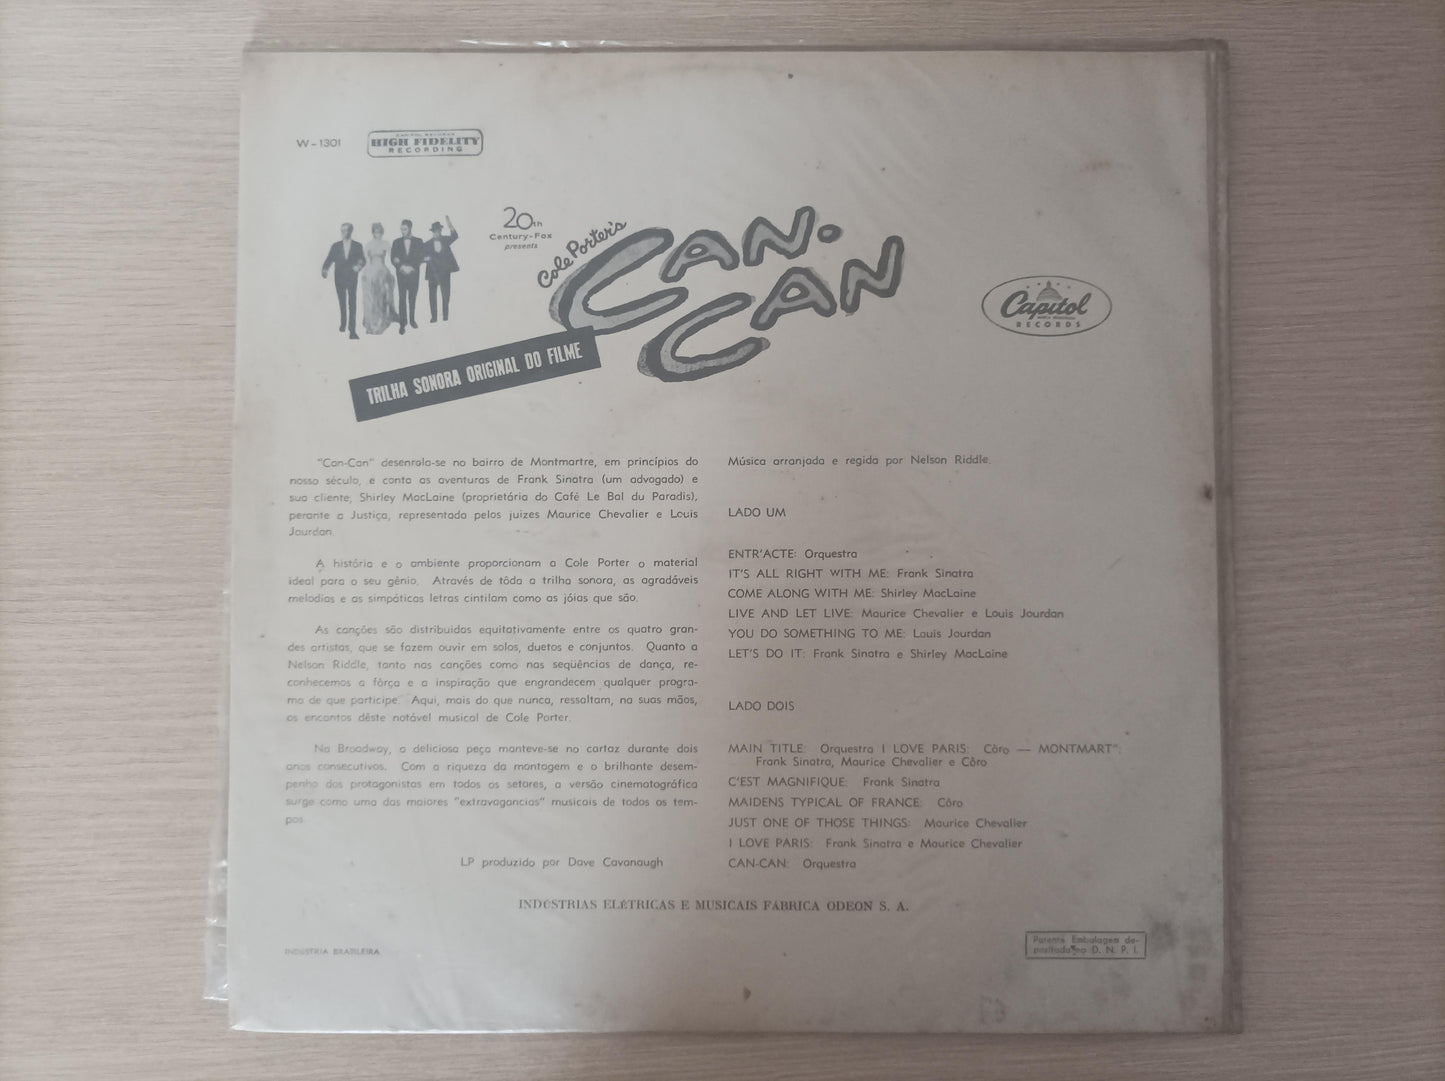 W-1301
CAPITOL RECORDS
HIGH FIDELITY
RECORDING
20th
Century-Fox
presents
Cole Porter's
CAN.
CAN
TRILHA SONORA ORIGINAL DO FILME
Capitol
RECORDS
"Can-Can" desenrola-se no bairro de Montmartre, em princípios do
nosso século, e conta as aventuras de Frank Sinatra (um advogado) e
sua cliente, Shirley MacLaine (proprietária do Café Le Bal du Paradis),
perante a Justiça, representada pelos juizes Maurice Chevalier e Louis
Jourdan.
A história e o ambiente proporcionam a Cole Porter o material
ideal para o seu gênio. Através de tôda a trilha sonora, as agradáveis
melodias e as simpáticas letras cintilam como as jóias que são.
As canções são distribuidas equitativamente entre os quatro gran-
des artistas, que se fazem ouvir em solos, duetos e conjuntos. Quanto a
Nelson Riddle, tanto nas canções como nas seqüências de dança, re-
conhecemos a fôrça e a inspiração que engrandecem qualquer progra-
ma de que participe. Aqui, mais do que nunca, ressaltam, na suas mãos,
os encantos dêste notável musical de Cole Porter.
Na Broadway, a deliciosa peça manteve-se no cartaz durante dois
anos consecutivos. Com a riqueza da montagem e o brilhante desem-
penho dos protagonistas em todos os setores, a versão cinematográfica
surge como uma das maiores "extravagancias" musicais de todos os tem-
pos.
LP produzido por Dave Cavanaugh
Música arranjada e regida por Nelson Riddle.
LADO UM
ENTR'ACTE: Orquestra
IT'S ALL RIGHT WITH ME: Frank Sinatra
COME ALONG WITH ME: Shirley MacLaine
LIVE AND LET LIVE: Maurice Chevalier e Louis Jourdan
YOU DO SOMETHING TO ME: Louis Jourdan
LET'S DO IT: Frank Sinatra e Shirley MacLaine
LADO DOIS
MAIN TITLE: Orquestra I LOVE PARIS: Côro — MONTMART":
Frank Sinatra, Maurice Chevalier e Côro
C'EST MAGNIFIQUE: Frank Sinatra
MAIDENS TYPICAL OF FRANCE: Côro
JUST ONE OF THOSE THINGS: Maurice Chevalier
I LOVE PARIS: Frank Sinatra e Maurice Chevalier
CAN-CAN: Orquestra
INDÚSTRIAS ELÉTRICAS E MUSICAIS FÁBRICA ODEON S. A.
INDÚSTRIA BRASILEIRA
Patente Embalagem de-
positada no D. N. P. I.